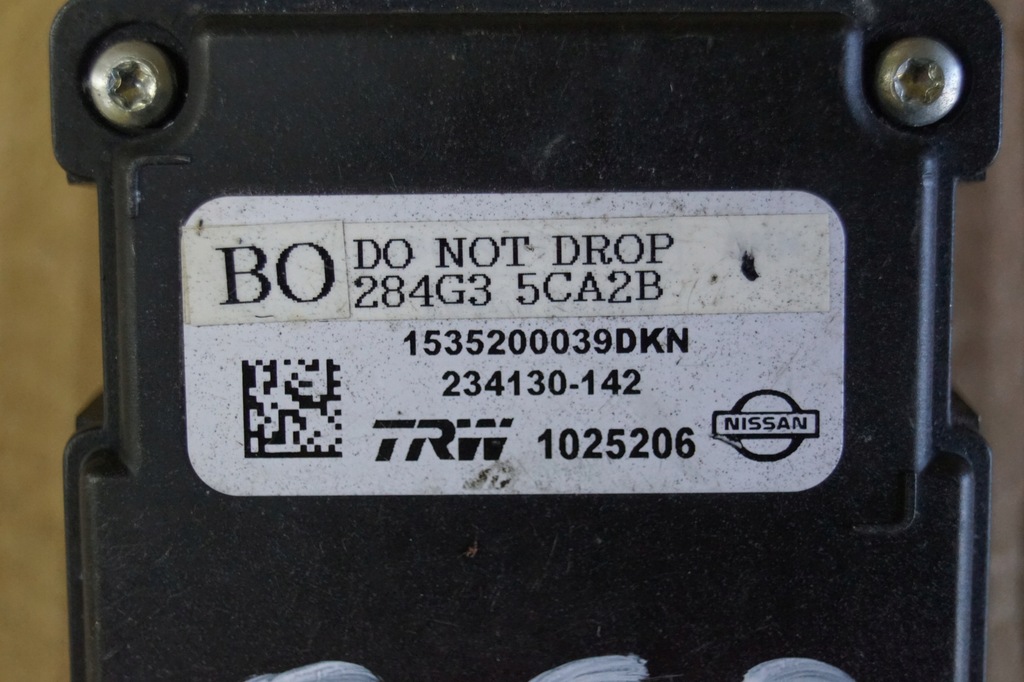 BO DO NOT DROP
284G3 5CA2B
1535200039DKN
234130-142
TRW 1025206 NISSAN